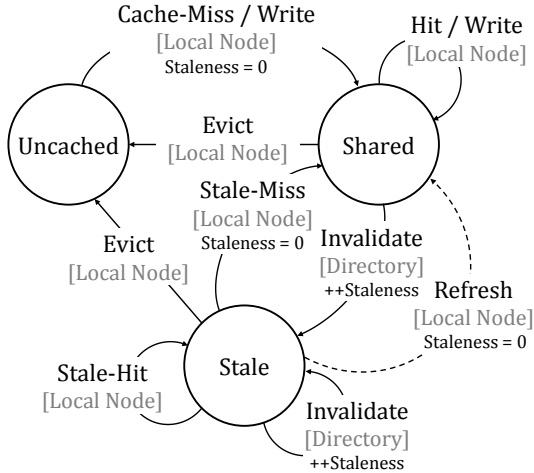 Cache-Miss / Write
[Local Node]
Staleness = 0
Hit / Write
[Local Node]
Uncached
Evict
[Local Node]
Shared
Stale-Miss
[Local Node]
Staleness = 0
Evict
[Local Node]
Invalidate
[Directory]
++Staleness
Refresh
[Local Node]
Staleness = 0
Stale-Hit
[Local Node]
Stale
Invalidate
[Directory]
++Staleness